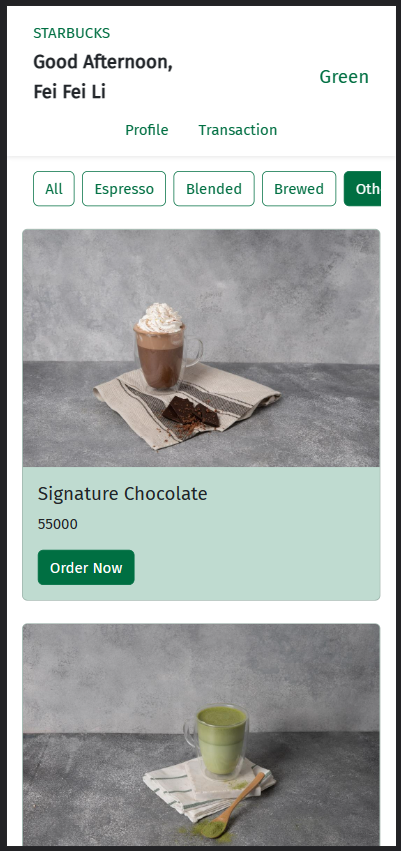 STARBUCKS
Good Afternoon,
Fei Fei Li
Green
Profile Transaction
All Espresso Blended Brewed Oth
Signature Chocolate
55000
Order Now